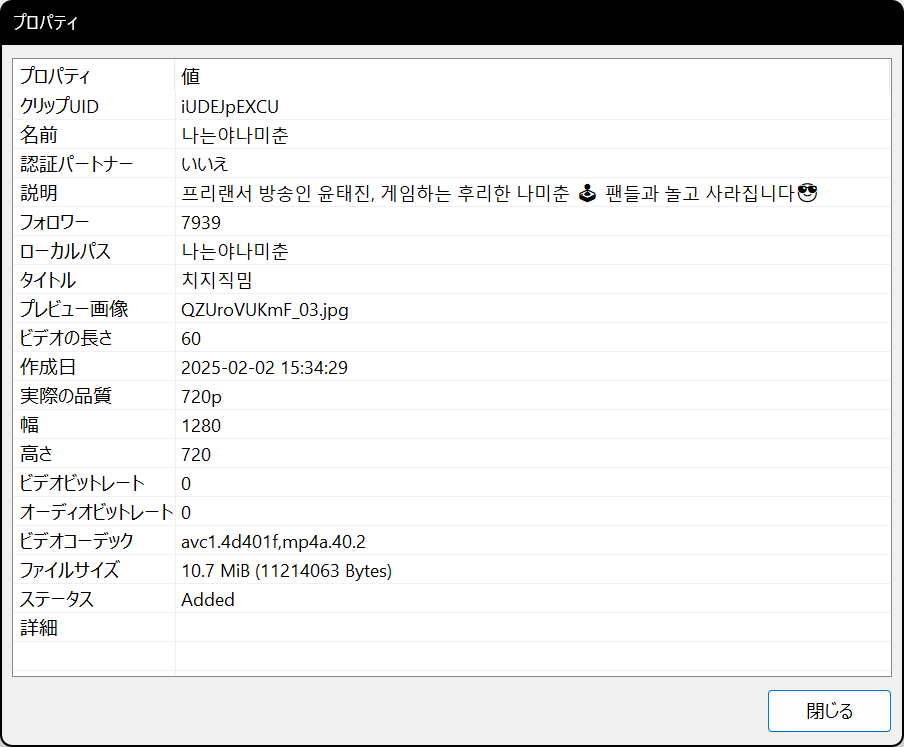 プロパティ
プロパティ 値
クリップUID iUDEJpEXCU
名前 나는야나미춘
認証パートナー いいえ
説明 프리랜서 방송인 윤태진, 게임하는 후리한 나미춘 🕹 팬들과 놀고 사라집니다😎
フォロワー 7939
ローカルパス 나는야나미춘
タイトル 치지직밈
プレビュー画像 QZUroVUKmF_03.jpg
ビデオの長さ 60
作成日 2025-02-02 15:34:29
実際の品質 720p
幅 1280
高さ 720
ビデオビットレート 0
オーディオビットレート 0
ビデオコーデック avc1.4d401f,mp4a.40.2
ファイルサイズ 10.7 MiB (11214063 Bytes)
ステータス Added
詳細
閉じる